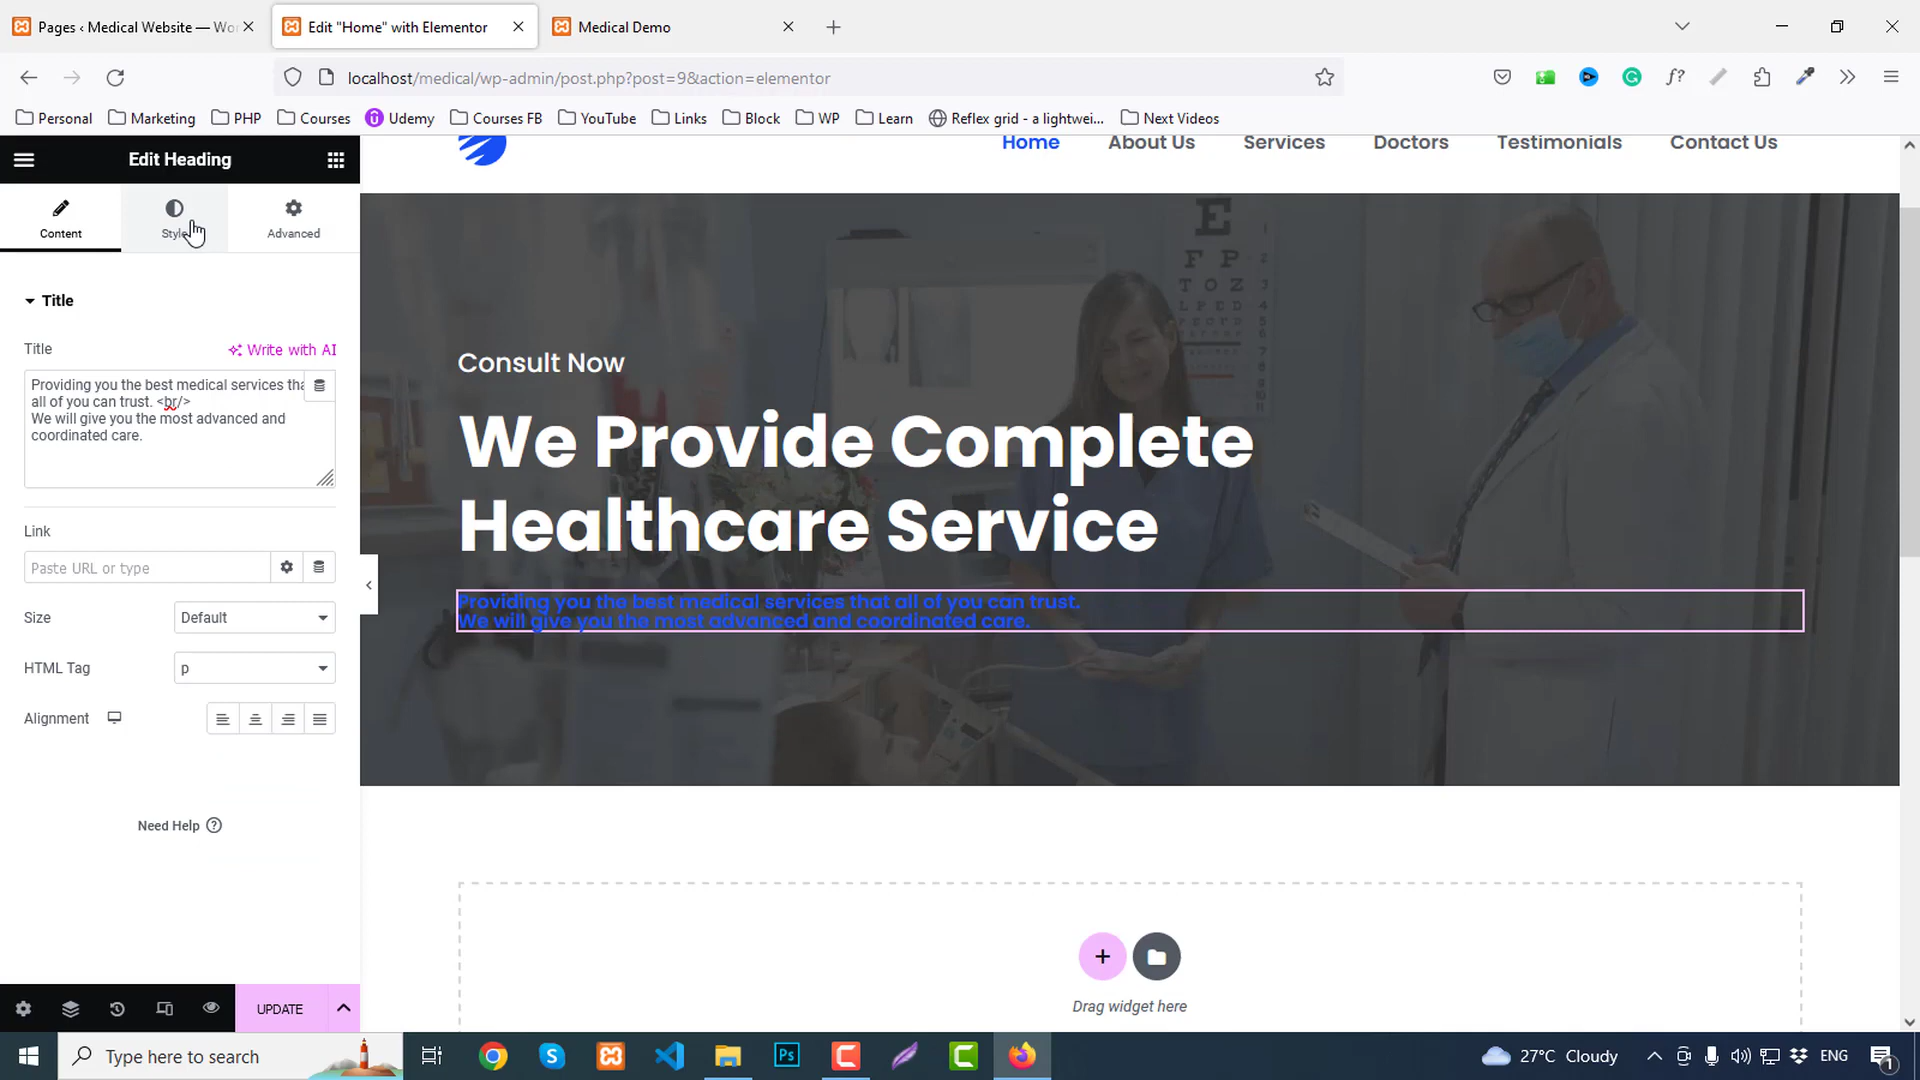 Pages ‹ Medical Website — Wo
Edit "Home" with Elementor
Medical Demo
localhost/medical/wp-admin/post.php?post=9&action=elementor
Personal
Marketing
PHP
Courses
Udemy
Courses FB
YouTube
Links
Block
WP
Learn
Reflex grid - a lightwei...
Next Videos
Edit Heading
Content
Style
Advanced
Title
Title
Write with AI
Providing you the best medical services tha
all of you can trust. <br/>
We will give you the most advanced and
coordinated care.
Link
Paste URL or type
Size
Default
HTML Tag
p
Alignment
Need Help
UPDATE
Home
About Us
Services
Doctors
Testimonials
Contact Us
E
F P
T O Z
L P E D
Consult Now
We Provide Complete
Healthcare Service
Providing you the best medical services that all of you can trust.
We will give you the most advanced and coordinated care.
Drag widget here
Type here to search
Ps
27°C Cloudy
ENG
1